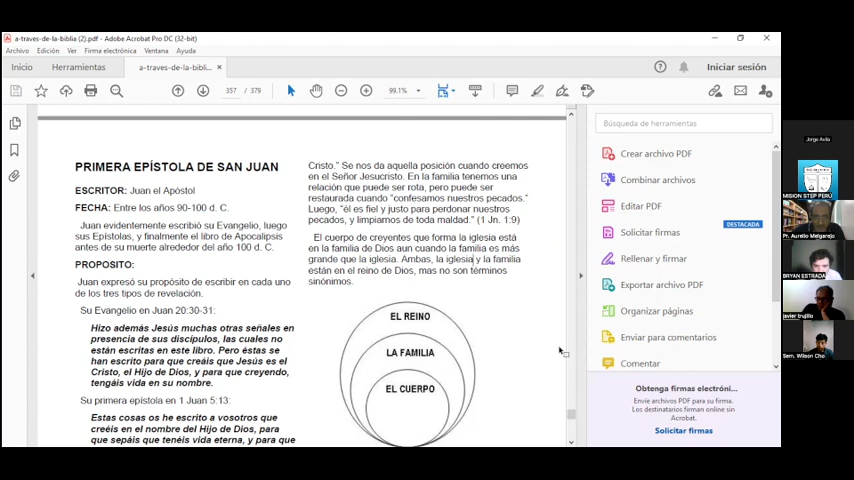 a-traves-de-la-biblia (2).pdf - Adobe Acrobat Pro DC (32-bit)
Archivo Edición Ver Firma electrónica Ventana Ayuda
Inicio Herramientas a-traves-de-la-bibli... × Iniciar sesión
357 / 379 99.1%
PRIMERA EPÍSTOLA DE SAN JUAN
ESCRITOR: Juan el Apóstol
FECHA: Entre los años 90-100 d. C.
Juan evidentemente escribió su Evangelio, luego
sus Epístolas, y finalmente el libro de Apocalipsis
antes de su muerte alrededor del año 100 d. C.
PROPOSITO:
Juan expresó su propósito de escribir en cada uno
de los tres tipos de revelación.
Su Evangelio en Juan 20:30-31:
Hizo además Jesús muchas otras señales en
presencia de sus discípulos, las cuales no
están escritas en este libro. Pero éstas se
han escrito para que creáis que Jesús es el
Cristo, el Hijo de Dios, y para que creyendo,
tengáis vida en su nombre.
Su primera epístola en 1 Juan 5:13:
Estas cosas os he escrito a vosotros que
creéis en el nombre del Hijo de Dios, para
que sepáis que tenéis vida eterna, y para que
Cristo." Se nos da aquella posición cuando creemos
en el Señor Jesucristo. En la familia tenemos una
relación que puede ser rota, pero puede ser
restaurada cuando "confesamos nuestros pecados."
Luego, "él es fiel y justo para perdonar nuestros
pecados, y limpiarnos de toda maldad." (1 Jn. 1:9)
El cuerpo de creyentes que forma la iglesia está
en la familia de Dios aun cuando la familia es más
grande que la iglesia. Ambas, la iglesia y la familia
están en el reino de Dios, mas no son términos
sinónimos.
EL REINO
LA FAMILIA
EL CUERPO
Búsqueda de herramientas
Crear archivo PDF
Combinar archivos
Editar PDF
DESTACADA
Solicitar firmas
Rellenar y firmar
Exportar archivo PDF
Organizar páginas
Enviar para comentarios
Comentar
Obtenga firmas electróni...
Envíe archivos PDF para su firma.
Los destinatarios firman online sin
Acrobat.
Solicitar firmas
Jorge Avila
MISION STEP PERÚ
Pr. Aurelio Melgarejo
BRYAN ESTRADA
javier trujillo
Sem. Wilson Cho